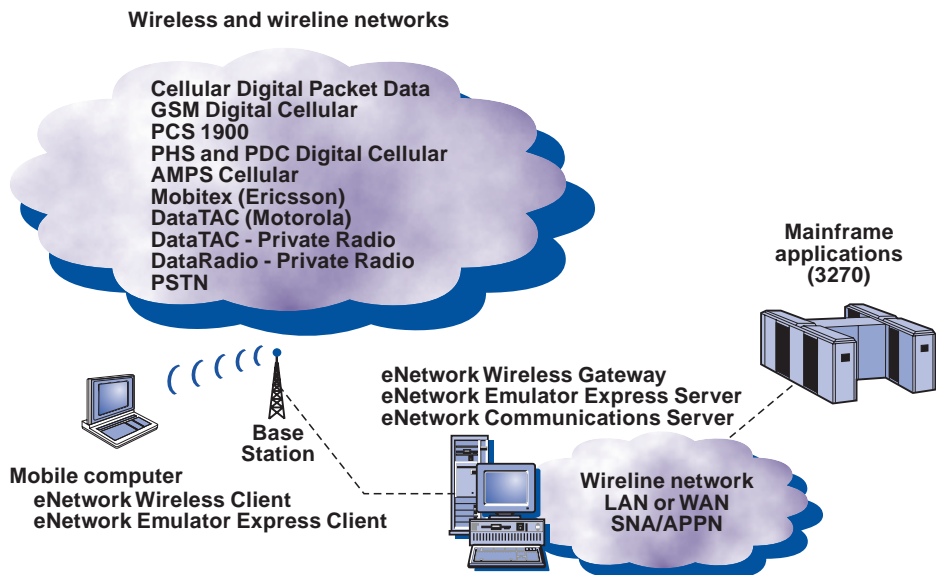 Wireless and wireline networks
Cellular Digital Packet Data
GSM Digital Cellular
PCS 1900
PHS and PDC Digital Cellular
AMPS Cellular
Mobitex (Ericsson)
DataTAC (Motorola)
DataTAC - Private Radio
DataRadio - Private Radio
PSTN
Mainframe
applications
(3270)
eNetwork Wireless Gateway
eNetwork Emulator Express Server
eNetwork Communications Server
Base
Station
Mobile computer
eNetwork Wireless Client
eNetwork Emulator Express Client
Wireline network
LAN or WAN
SNA/APPN